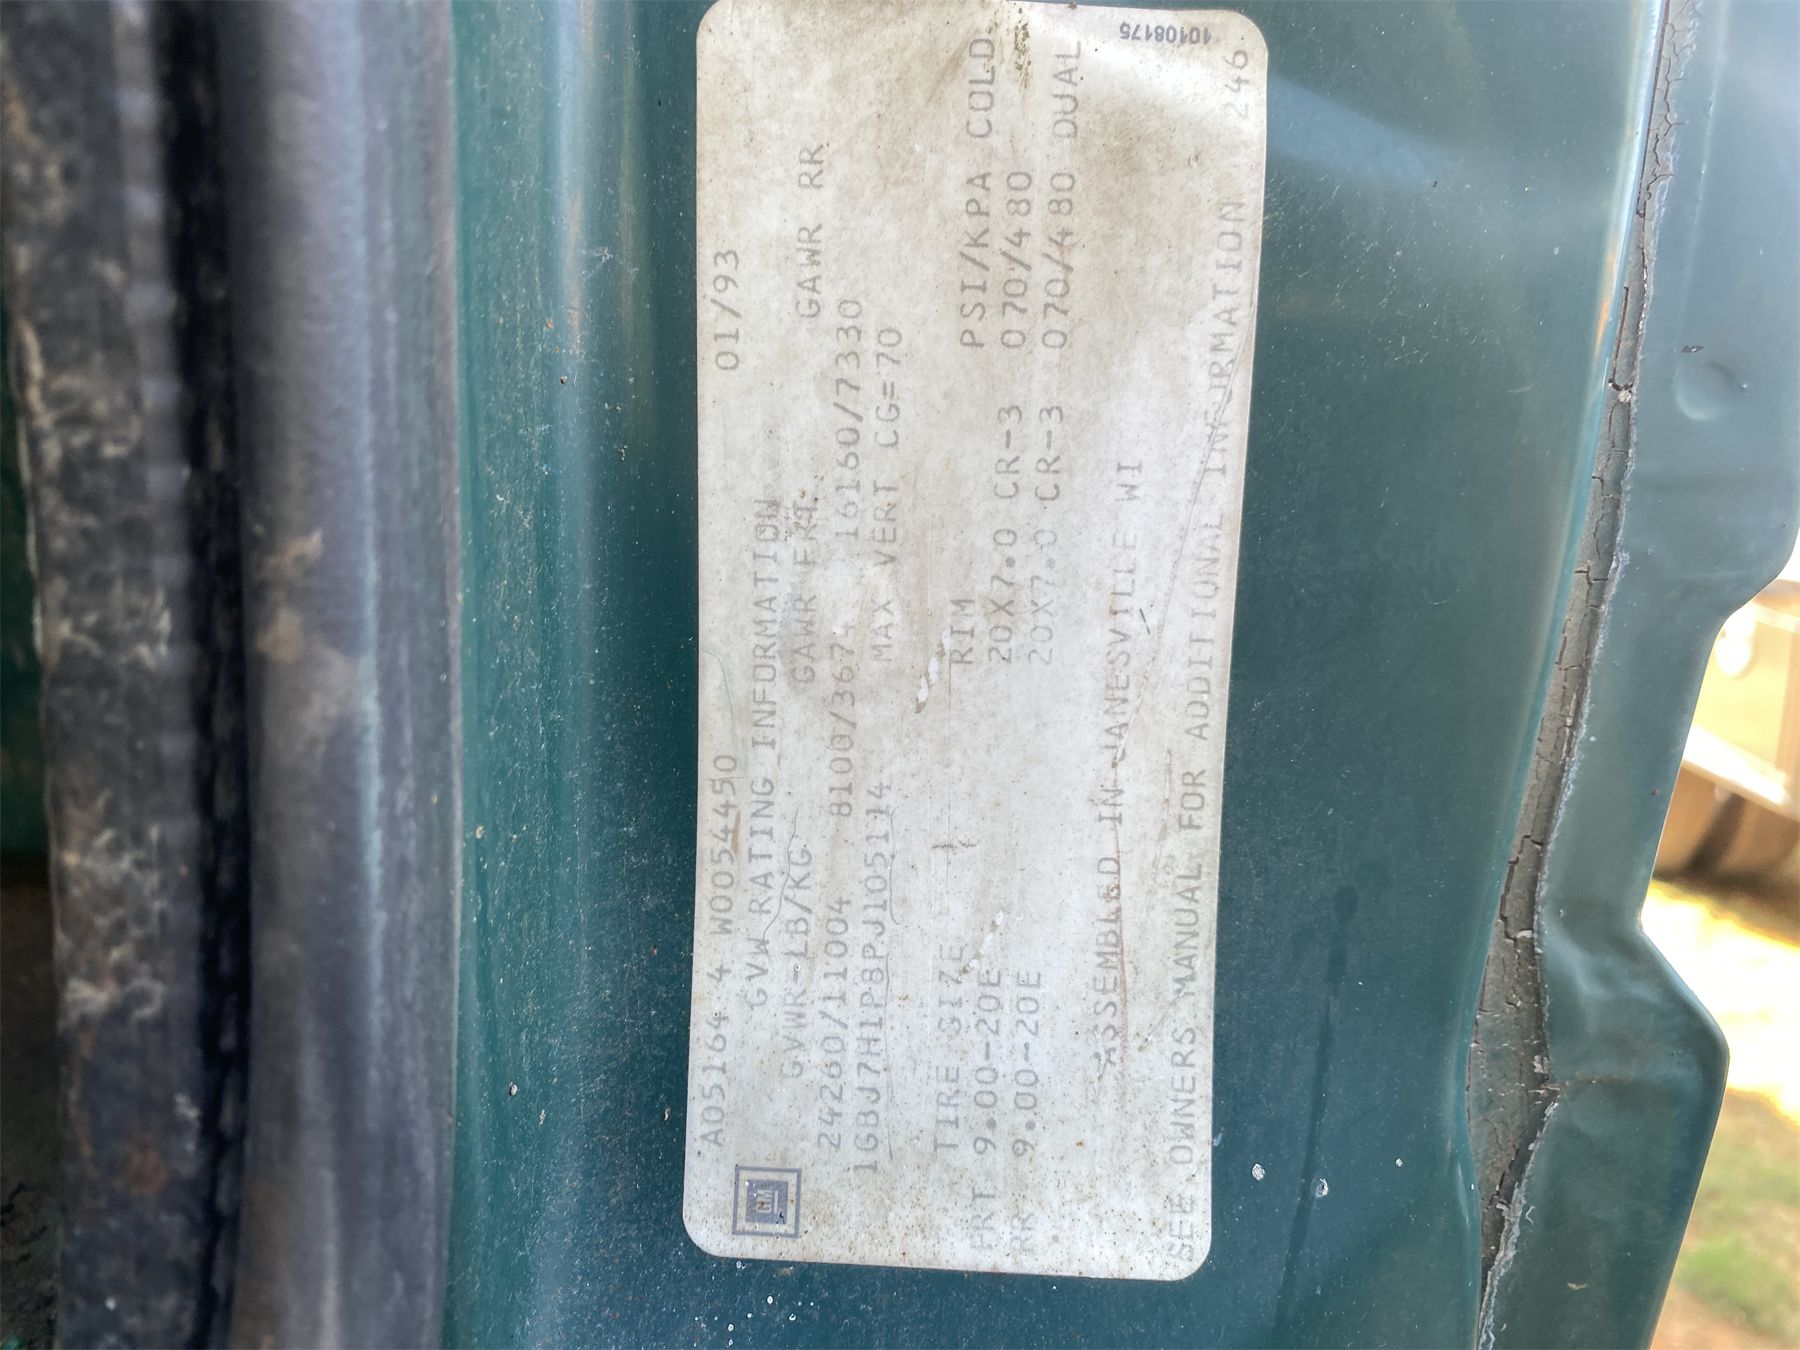 A05164 4 W0054450 01/93
GVW RATING INFORMATION
GVWR-LB/KG GAWR FRT GAWR RR
24260/11004 8100/3674 16160/7330
1GBJ7H1P8PJ105114 MAX VERT CG=70
TIRE SIZE RIM PSI/KPA COLD
FRT 9.00-20E 20X7.0 CR-3 070/480
RR 9.00-20E 20X7.0 CR-3 070/480 DUAL
ASSEMBLED IN JANESVILLE WI
SEE OWNERS MANUAL FOR ADDITIONAL INFORMATION 246
GM
10108175